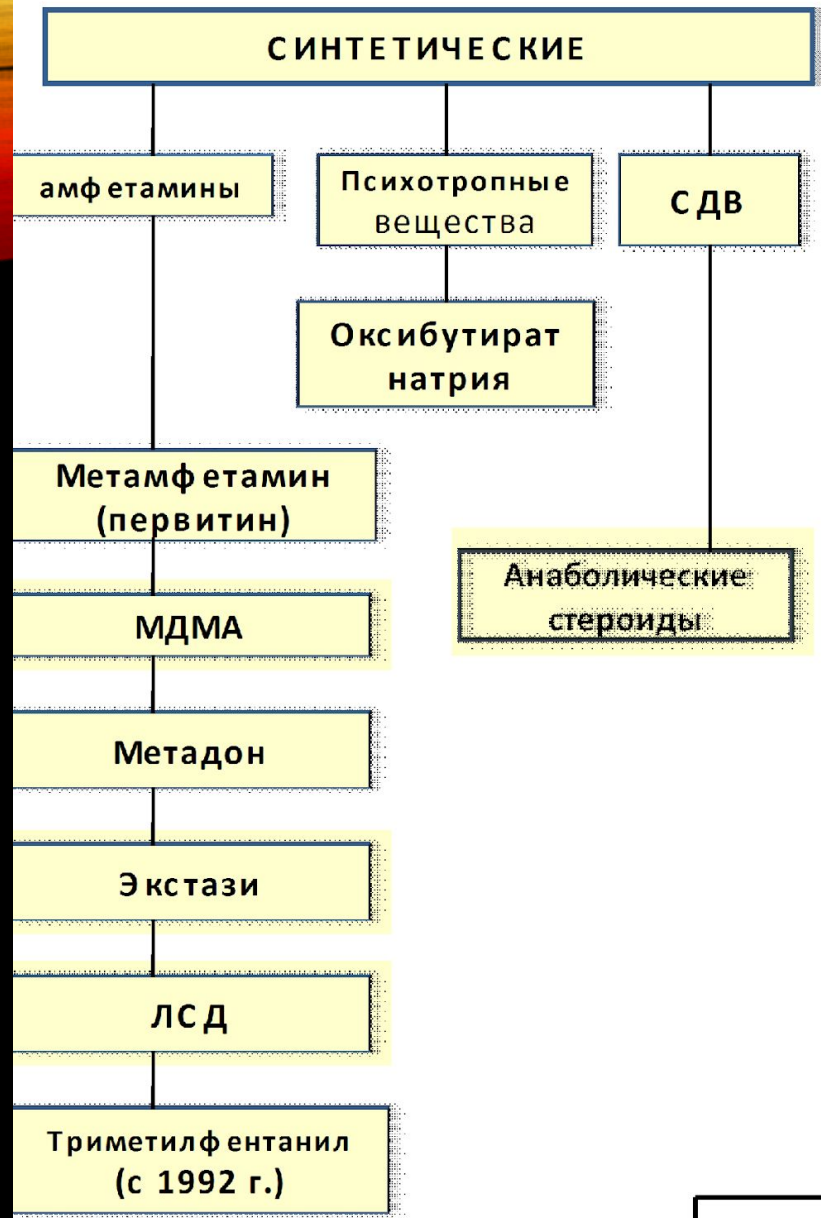 СИНТЕТИЧЕСКИЕ
амфетамины
Психотропные
вещества
СДВ
Оксибутират
натрия
Метамфетамин
(первитин)
Анаболические
стероиды
МДМА
Метадон
Экстази
ЛСД
Триметилфентанил
(с 1992 г.)